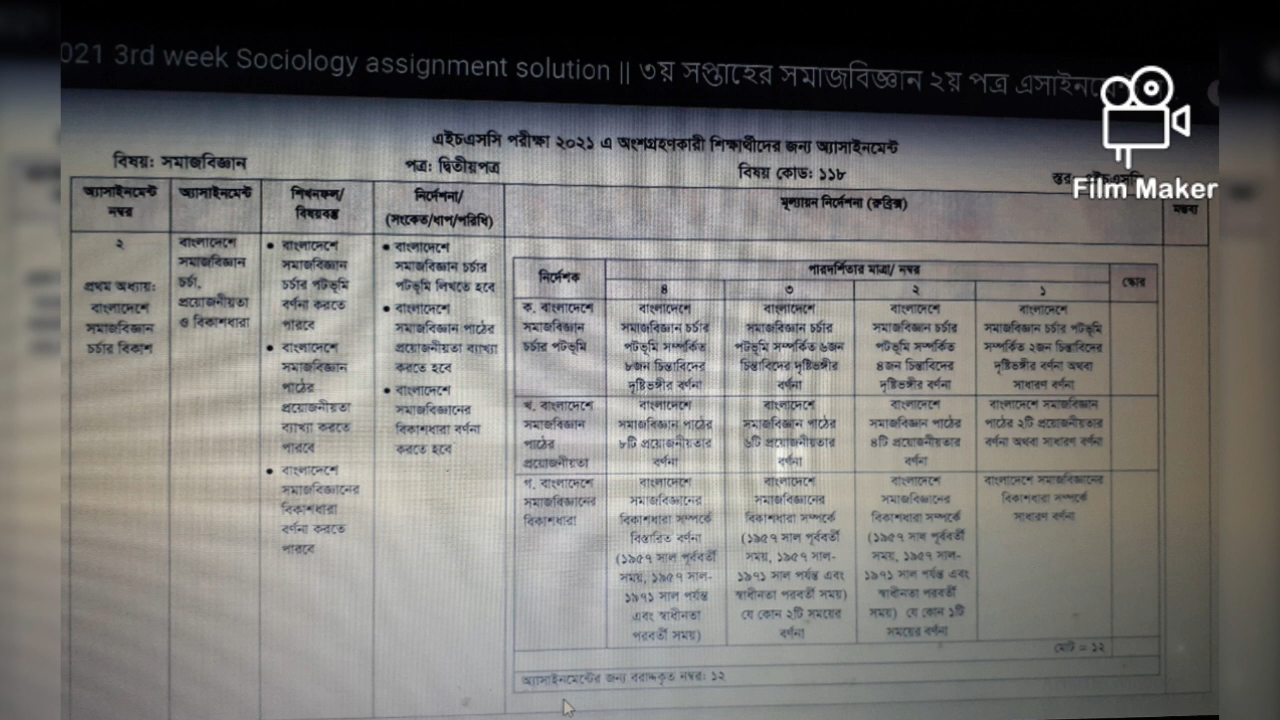 021 3rd week Sociology assignment solution || ৩য় সপ্তাহের সমাজবিজ্ঞান ২য় পত্র এসাইনমে
Film Maker
এইচএসসি পরীক্ষা ২০২১ এ অংশগ্রহণকারী শিক্ষার্থীদের জন্য অ্যাসাইনমেন্ট
বিষয়: সমাজবিজ্ঞান
পত্র: দ্বিতীয়পত্র
বিষয় কোড: ১১৮
স্তর: এইচএসসি
অ্যাসাইনমেন্ট
নম্বর
অ্যাসাইনমেন্ট
শিখনফল/
বিষয়বস্তু
নির্দেশনা/
(সংকেত/ধাপ/পরিধি)
মূল্যায়ন নির্দেশনা (রুব্রিক্স)
মন্তব্য
২
প্রথম অধ্যায়:
বাংলাদেশে
সমাজবিজ্ঞান
চর্চার বিকাশ
বাংলাদেশে
সমাজবিজ্ঞান
চর্চা,
প্রয়োজনীয়তা
ও বিকাশধারা
• বাংলাদেশে
সমাজবিজ্ঞান
চর্চার পটভূমি
বর্ণনা করতে
পারবে
• বাংলাদেশে
সমাজবিজ্ঞান
পাঠের
প্রয়োজনীয়তা
ব্যাখ্যা করতে
পারবে
• বাংলাদেশে
সমাজবিজ্ঞানের
বিকাশধারা
বর্ণনা করতে
পারবে
• বাংলাদেশে
সমাজবিজ্ঞান চর্চার
পটভূমি লিখতে হবে
• বাংলাদেশে
সমাজবিজ্ঞান পাঠের
প্রয়োজনীয়তা ব্যাখ্যা
করতে হবে
• বাংলাদেশে
সমাজবিজ্ঞানের
বিকাশধারা বর্ণনা
করতে হবে
নির্দেশক
পারদর্শিতার মাত্রা/ নম্বর
স্কোর
৪
৩
২
১
ক. বাংলাদেশে
সমাজবিজ্ঞান
চর্চার পটভূমি
বাংলাদেশে
সমাজবিজ্ঞান চর্চার
পটভূমি সম্পর্কিত
৮জন চিন্তাবিদের
দৃষ্টিভঙ্গীর বর্ণনা
বাংলাদেশে
সমাজবিজ্ঞান চর্চার
পটভূমি সম্পর্কিত ৬জন
চিন্তাবিদের দৃষ্টিভঙ্গীর
বর্ণনা
বাংলাদেশে
সমাজবিজ্ঞান চর্চার
পটভূমি সম্পর্কিত
৪জন চিন্তাবিদের
দৃষ্টিভঙ্গীর বর্ণনা
বাংলাদেশে
সমাজবিজ্ঞান চর্চার পটভূমি
সম্পর্কিত ২জন চিন্তাবিদের
দৃষ্টিভঙ্গীর বর্ণনা অথবা
সাধারণ বর্ণনা
খ. বাংলাদেশে
সমাজবিজ্ঞান
পাঠের
প্রয়োজনীয়তা
বাংলাদেশে
সমাজবিজ্ঞান পাঠের
৮টি প্রয়োজনীয়তার
বর্ণনা
বাংলাদেশে
সমাজবিজ্ঞান পাঠের
৬টি প্রয়োজনীয়তার
বর্ণনা
বাংলাদেশে
সমাজবিজ্ঞান পাঠের
৪টি প্রয়োজনীয়তার
বর্ণনা
বাংলাদেশে সমাজবিজ্ঞান
পাঠের ২টি প্রয়োজনীয়তার
বর্ণনা অথবা সাধারণ বর্ণনা
গ. বাংলাদেশে
সমাজবিজ্ঞানের
বিকাশধারা
বাংলাদেশে
সমাজবিজ্ঞানের
বিকাশধারা সম্পর্কে
বিস্তারিত বর্ণনা
(১৯৫৭ সাল পূর্ববর্তী
সময়, ১৯৫৭ সাল-
১৯৭১ সাল পর্যন্ত
এবং স্বাধীনতা
পরবর্তী সময়)
বাংলাদেশে
সমাজবিজ্ঞানের
বিকাশধারা সম্পর্কে
(১৯৫৭ সাল পূর্ববর্তী
সময়, ১৯৫৭ সাল-
১৯৭১ সাল পর্যন্ত এবং
স্বাধীনতা পরবর্তী সময়)
যে কোন ২টি সময়ের
বর্ণনা
বাংলাদেশে
সমাজবিজ্ঞানের
বিকাশধারা সম্পর্কে
(১৯৫৭ সাল পূর্ববর্তী
সময়, ১৯৫৭ সাল-
১৯৭১ সাল পর্যন্ত এবং
স্বাধীনতা পরবর্তী
সময়) যে কোন ১টি
সময়ের বর্ণনা
বাংলাদেশে সমাজবিজ্ঞানের
বিকাশধারা সম্পর্কে
সাধারণ বর্ণনা
মোট = ১২
অ্যাসাইনমেন্টের জন্য বরাদ্দকৃত নম্বর: ১২